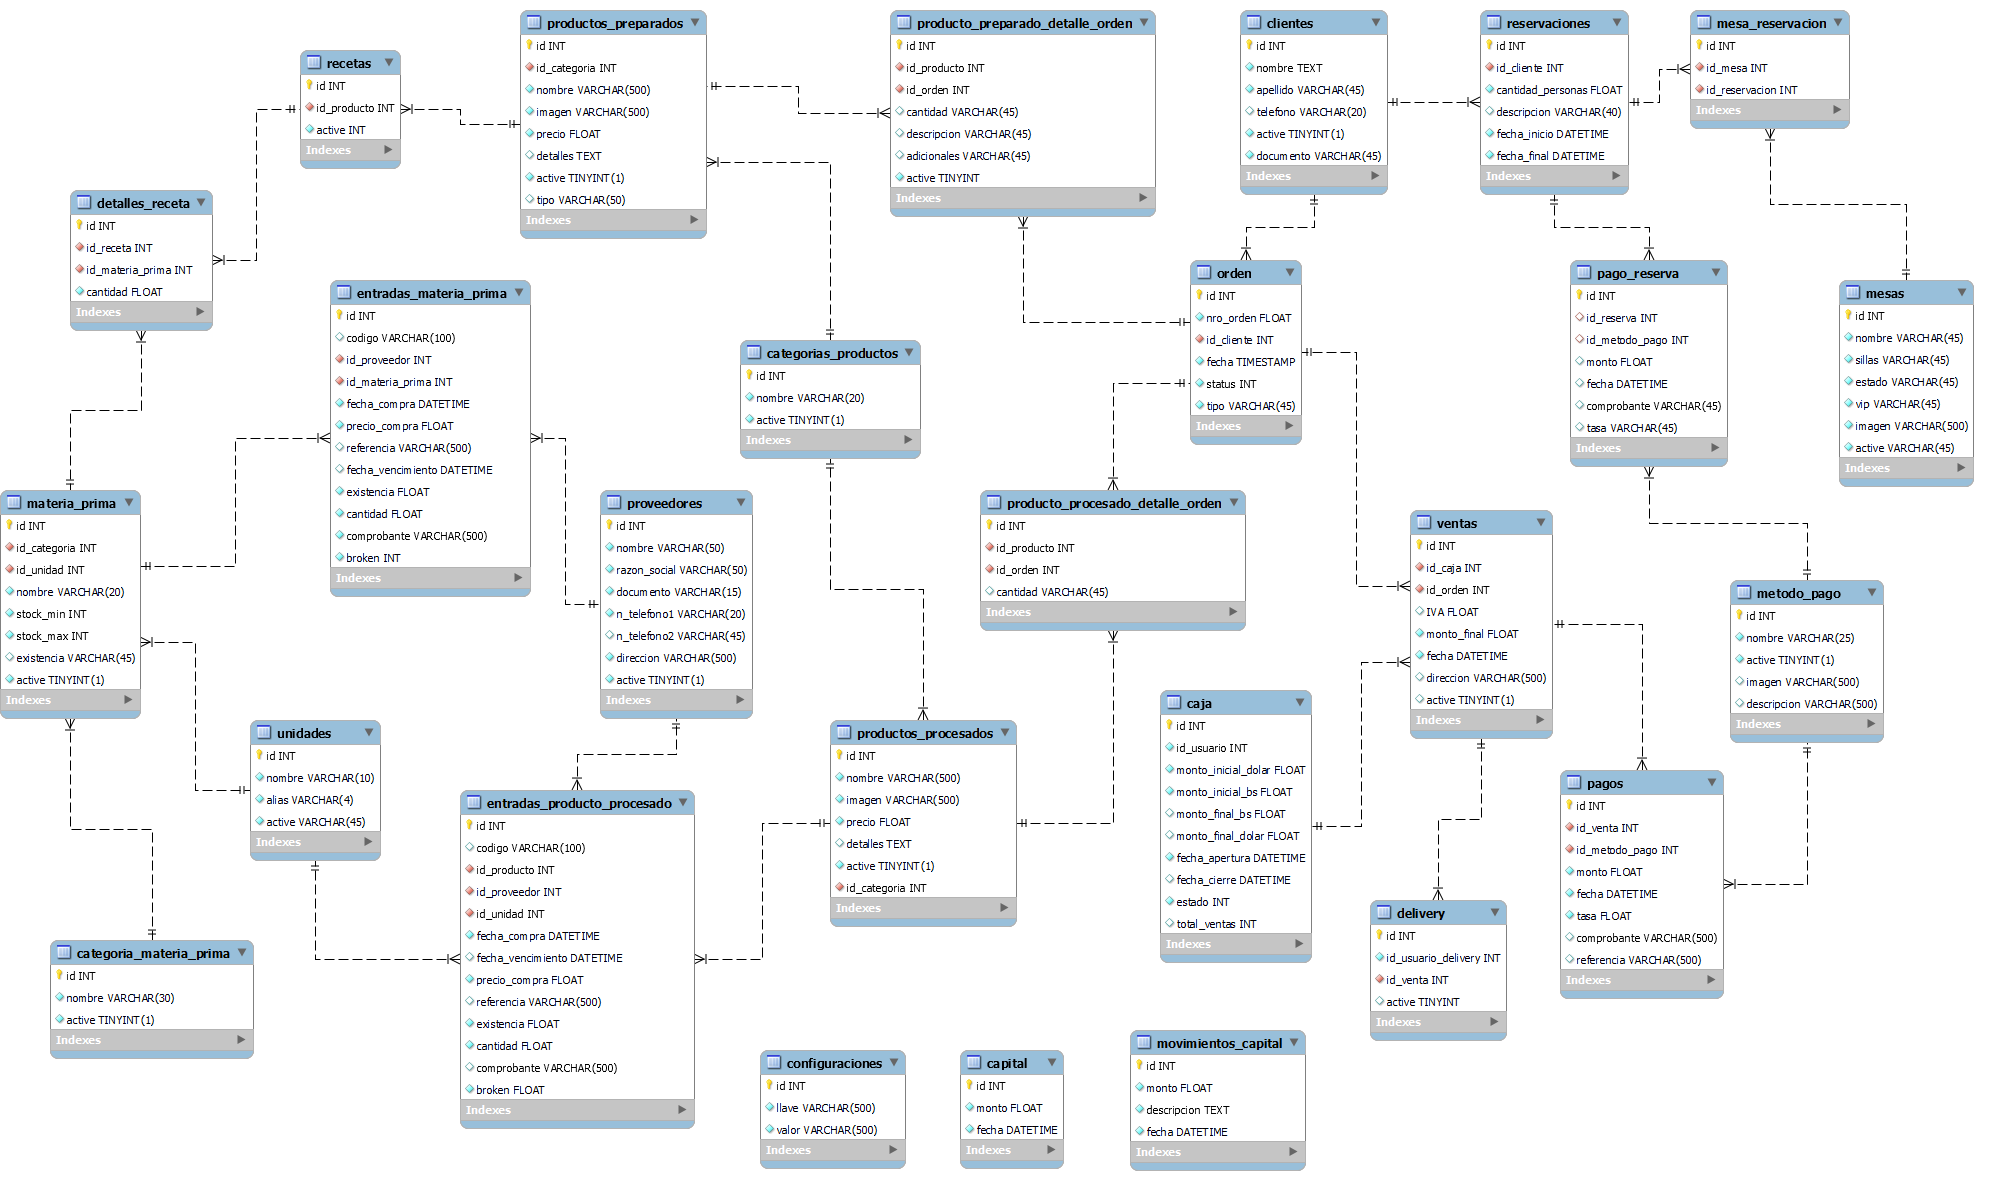 productos_preparados
id INT
id_categoria INT
nombre VARCHAR(500)
imagen VARCHAR(500)
precio FLOAT
detalles TEXT
active TINYINT(1)
tipo VARCHAR(50)
Indexes
producto_preparado_detalle_orden
id INT
id_producto INT
id_orden INT
cantidad VARCHAR(45)
descripcion VARCHAR(45)
adicionales VARCHAR(45)
active TINYINT
Indexes
clientes
id INT
nombre TEXT
apellido VARCHAR(45)
telefono VARCHAR(20)
active TINYINT(1)
documento VARCHAR(45)
Indexes
reservaciones
id INT
id_cliente INT
cantidad_personas FLOAT
descripcion VARCHAR(40)
fecha_inicio DATETIME
fecha_final DATETIME
Indexes
mesa_reservacion
id INT
id_mesa INT
id_reservacion INT
Indexes
recetas
id INT
id_producto INT
active INT
Indexes
detalles_receta
id INT
id_receta INT
id_materia_prima INT
cantidad FLOAT
Indexes
entradas_materia_prima
id INT
codigo VARCHAR(100)
id_proveedor INT
id_materia_prima INT
fecha_compra DATETIME
precio_compra FLOAT
referencia VARCHAR(500)
fecha_vencimiento DATETIME
existencia FLOAT
cantidad FLOAT
comprobante VARCHAR(500)
broken INT
Indexes
categorias_productos
id INT
nombre VARCHAR(20)
active TINYINT(1)
Indexes
orden
id INT
nro_orden FLOAT
id_cliente INT
fecha TIMESTAMP
status INT
tipo VARCHAR(45)
Indexes
pago_reserva
id INT
id_reserva INT
id_metodo_pago INT
monto FLOAT
fecha DATETIME
comprobante VARCHAR(45)
tasa VARCHAR(45)
Indexes
mesas
id INT
nombre VARCHAR(45)
sillas VARCHAR(45)
estado VARCHAR(45)
vip VARCHAR(45)
imagen VARCHAR(500)
active VARCHAR(45)
Indexes
materia_prima
id INT
id_categoria INT
id_unidad INT
nombre VARCHAR(20)
stock_min INT
stock_max INT
existencia VARCHAR(45)
active TINYINT(1)
Indexes
proveedores
id INT
nombre VARCHAR(50)
razon_social VARCHAR(50)
documento VARCHAR(15)
n_telefono1 VARCHAR(20)
n_telefono2 VARCHAR(45)
direccion VARCHAR(500)
active TINYINT(1)
Indexes
producto_procesado_detalle_orden
id INT
id_producto INT
id_orden INT
cantidad VARCHAR(45)
Indexes
ventas
id INT
id_caja INT
id_orden INT
IVA FLOAT
monto_final FLOAT
fecha DATETIME
direccion VARCHAR(500)
active TINYINT(1)
Indexes
metodo_pago
id INT
nombre VARCHAR(25)
active TINYINT(1)
imagen VARCHAR(500)
descripcion VARCHAR(500)
Indexes
unidades
id INT
nombre VARCHAR(10)
alias VARCHAR(4)
active VARCHAR(45)
Indexes
entradas_producto_procesado
id INT
codigo VARCHAR(100)
id_producto INT
id_proveedor INT
id_unidad INT
fecha_compra DATETIME
fecha_vencimiento DATETIME
precio_compra FLOAT
referencia VARCHAR(500)
existencia FLOAT
cantidad FLOAT
comprobante VARCHAR(500)
broken FLOAT
Indexes
productos_procesados
id INT
nombre VARCHAR(500)
imagen VARCHAR(500)
precio FLOAT
detalles TEXT
active TINYINT(1)
id_categoria INT
Indexes
caja
id INT
id_usuario INT
monto_inicial_dolar FLOAT
monto_inicial_bs FLOAT
monto_final_bs FLOAT
monto_final_dolar FLOAT
fecha_apertura DATETIME
fecha_cierre DATETIME
estado INT
total_ventas INT
Indexes
pagos
id INT
id_venta INT
id_metodo_pago INT
monto FLOAT
fecha DATETIME
tasa FLOAT
comprobante VARCHAR(500)
referencia VARCHAR(500)
Indexes
delivery
id INT
id_usuario_delivery INT
id_venta INT
active TINYINT
Indexes
categoria_materia_prima
id INT
nombre VARCHAR(30)
active TINYINT(1)
Indexes
configuraciones
id INT
llave VARCHAR(500)
valor VARCHAR(500)
Indexes
capital
id INT
monto FLOAT
fecha DATETIME
Indexes
movimientos_capital
id INT
monto FLOAT
descripcion TEXT
fecha DATETIME
Indexes